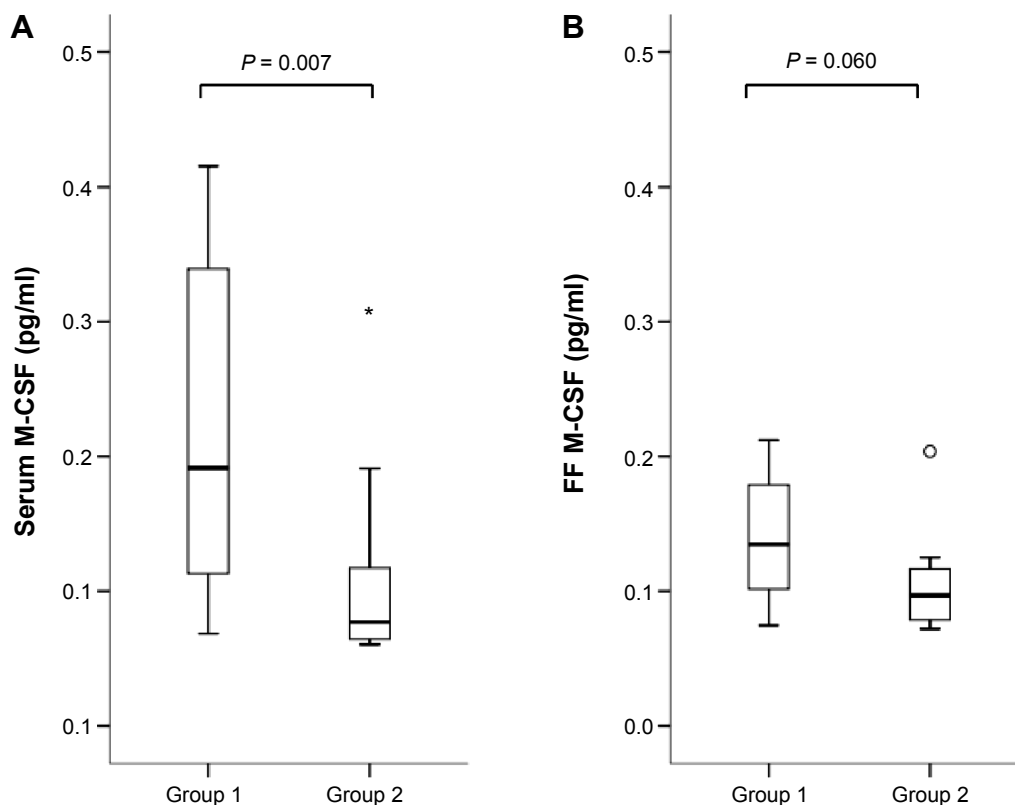 A
P = 0.007
0.5
0.4
0.3
0.2
0.1
0.1
Serum M-CSF (pg/ml)
*
Group 1
Group 2
B
P = 0.060
0.5
0.4
0.3
0.2
0.1
0.0
FF M-CSF (pg/ml)
Group 1
Group 2